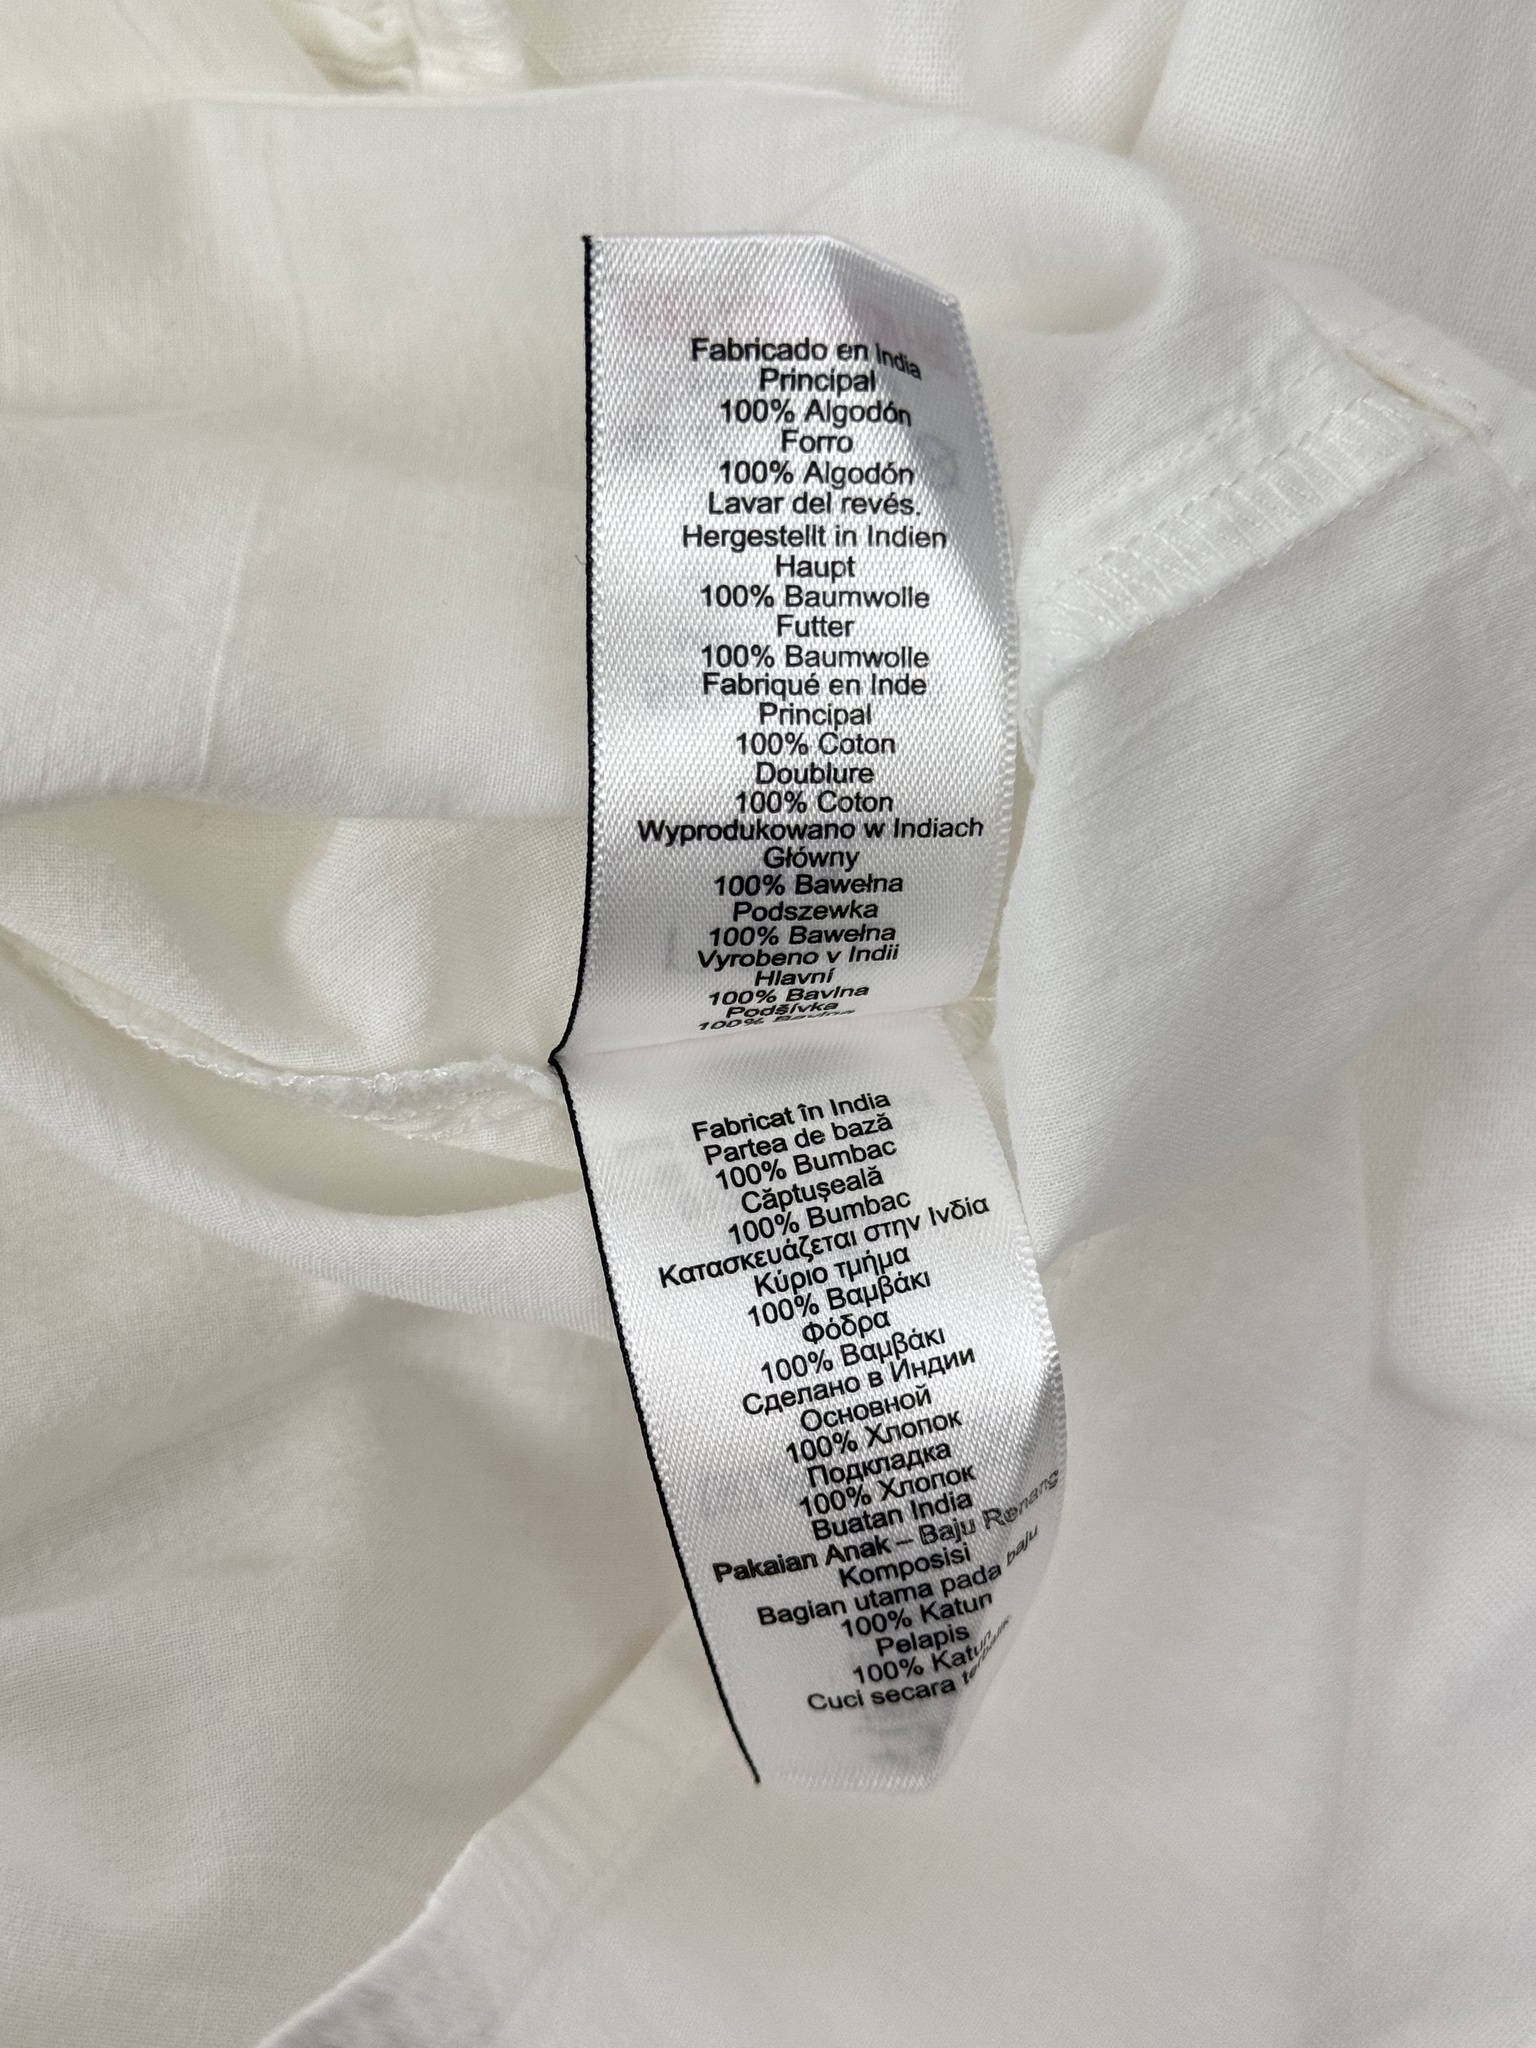 Fabricado en India
Principal
100% Algodón
Forro
100% Algodón
Lavar del revés.
Hergestellt in Indien
Haupt
100% Baumwolle
Futter
100% Baumwolle
Fabriqué en Inde
Principal
100% Coton
Doublure
100% Coton
Wyprodukowano w Indiach
Główny
100% Bawełna
Podszewka
100% Bawełna
Vyrobeno v Indii
Hlavní
100% Bavlna
Podšívka
100% Bavlna
Fabricat în India
Partea de bază
100% Bumbac
Căptușeală
100% Bumbac
Κατασκευάζεται στην Ινδία
Κύριο τμήμα
100% Βαμβάκι
Φόδρα
100% Βαμβάκι
Сделано в Индии
Основной
100% Хлопок
Подкладка
100% Хлопок
Buatan India
Pakaian Anak – Baju Renang
Komposisi
Bagian utama pada baju
100% Katun
Pelapis
100% Katun
Cuci secara terbalik